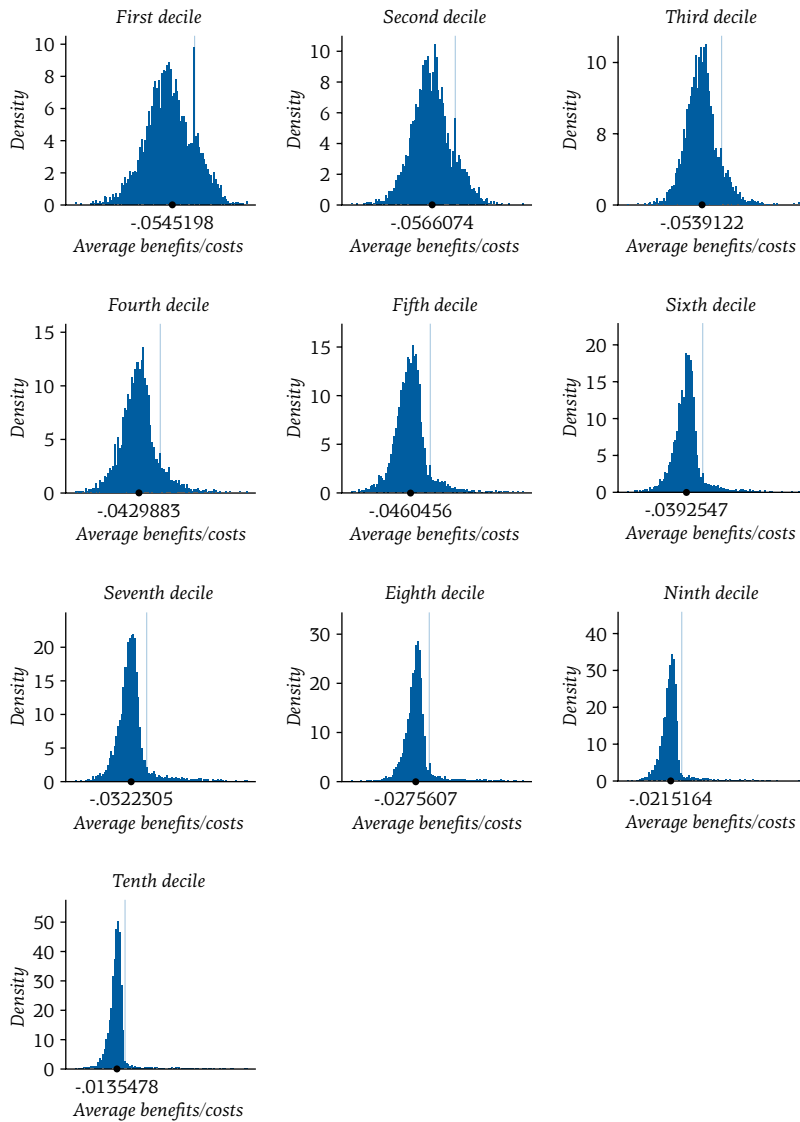 First decile
Second decile
Third decile
10
8
6
4
2
0
Density
-.0545198
Average benefits/costs
10
8
6
4
2
0
Density
-.0566074
Average benefits/costs
10
8
0
Density
-.0539122
Average benefits/costs
Fourth decile
Fifth decile
Sixth decile
15
10
5
0
Density
-.0429883
Average benefits/costs
15
10
5
0
Density
-.0460456
Average benefits/costs
20
15
10
5
0
Density
-.0392547
Average benefits/costs
Seventh decile
Eighth decile
Ninth decile
20
15
10
5
0
Density
-.0322305
Average benefits/costs
30
20
10
0
Density
-.0275607
Average benefits/costs
40
30
20
10
0
Density
-.0215164
Average benefits/costs
Tenth decile
50
40
30
20
10
0
Density
-.0135478
Average benefits/costs